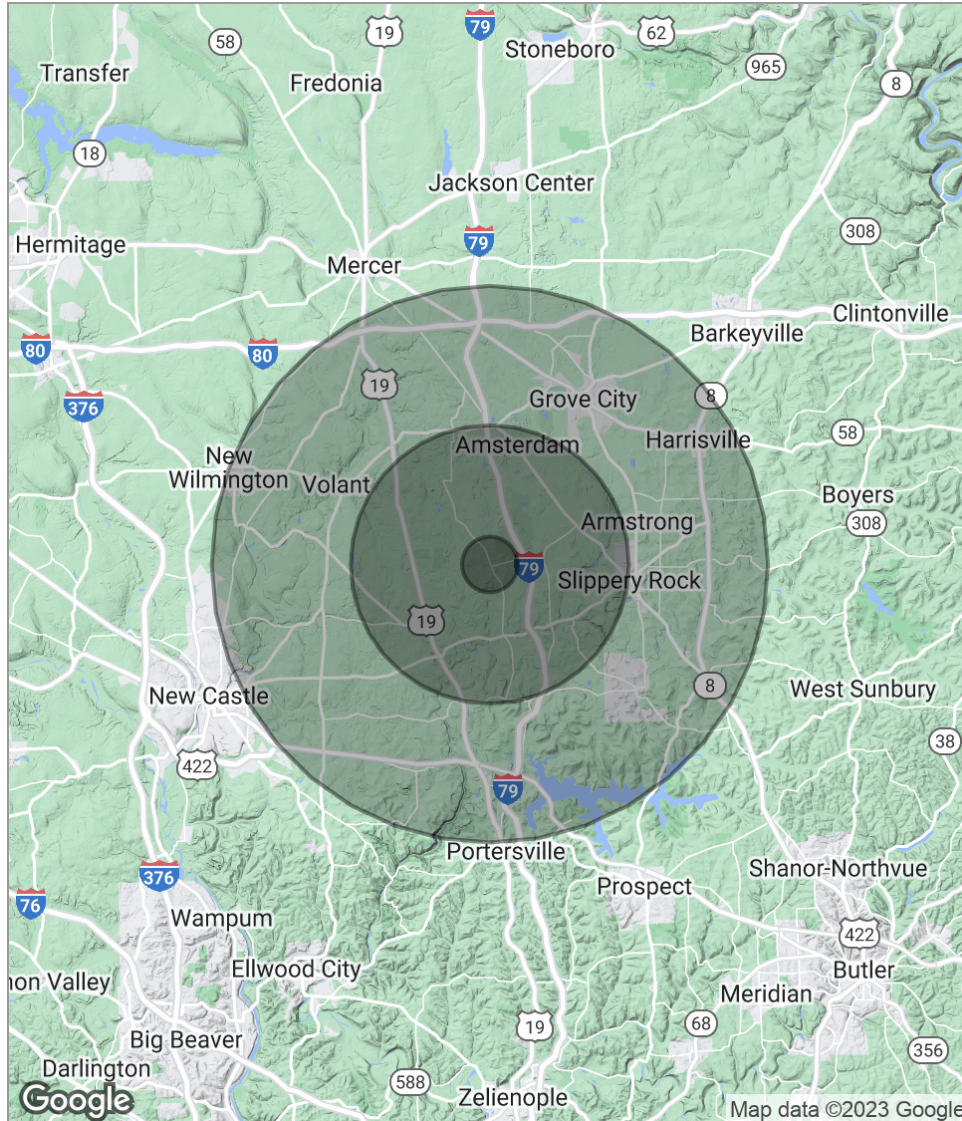 79
19
62
58
Stoneboro
965
Transfer
Fredonia
8
18
Jackson Center
308
79
Hermitage
Mercer
Clintonville
Barkeyville
80
80
19
8
376
Grove City
58
Harrisville
Amsterdam
New
Wilmington
Volant
Boyers
308
Armstrong
79
Slippery Rock
19
8
West Sunbury
New Castle
38
422
79
Portersville
Shanor-Northvue
376
Prospect
76
Wampum
422
Ellwood City
Butler
non Valley
Meridian
19
68
Big Beaver
356
Darlington
588
Zelienople
Google
Map data ©2023 Google